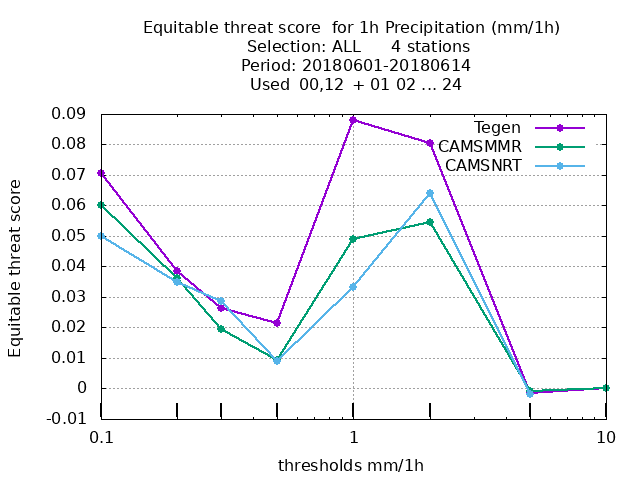 Equitable threat score  for 1h Precipitation (mm/1h)
Selection: ALL      4 stations
Period: 20180601-20180614
Used  00,12  + 01 02 ... 24
0.09
0.08
0.07
0.06
0.05
0.04
0.03
0.02
0.01
0
-0.01
Equitable threat score
Tegen
CAMSMMR
CAMSNRT
0.1 1 10
thresholds mm/1h